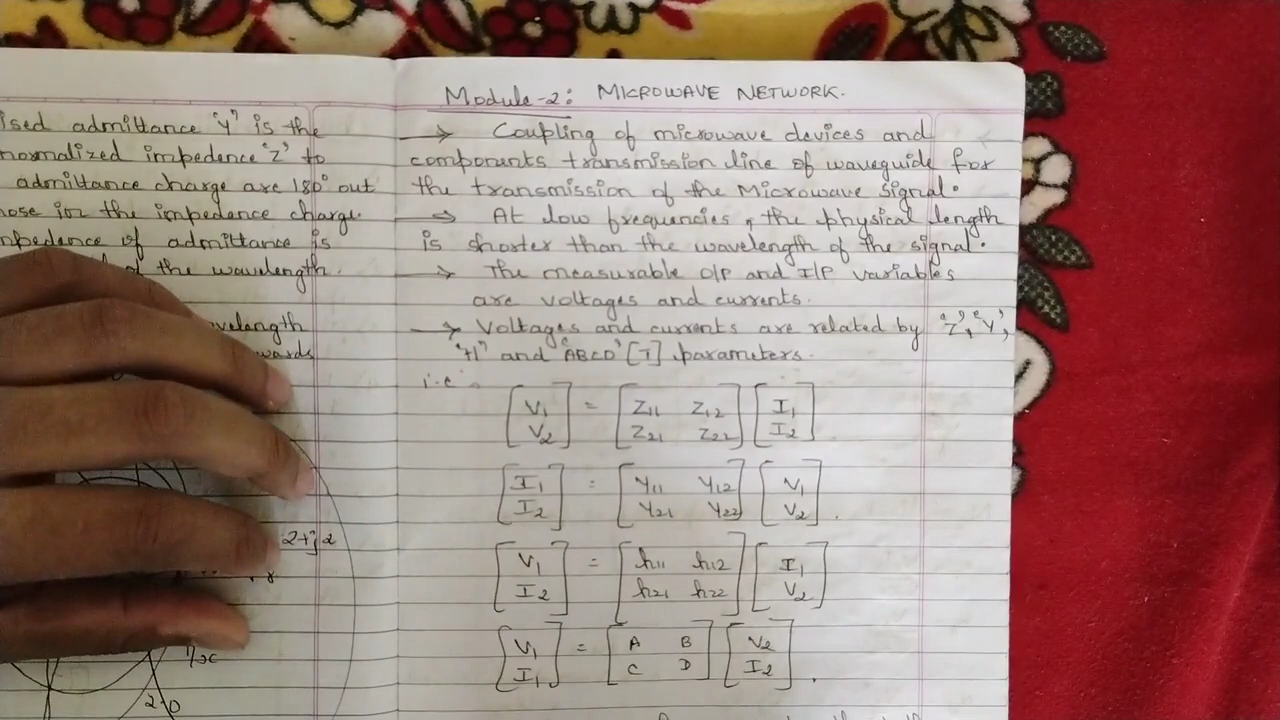 ised admittance 'y' is the
normalized impedence 'z' to
admittance charge are 180° out
hose for the impedence charge.
mpedence of admittance is
of the wavelength.
velength
wards
2+j2
1/x
Module-2: MICROWAVE NETWORK.
→ Coupling of microwave devices and
components transmission line of waveguide for
the transmission of the Microwave signal.
→ At low frequencies, the physical length
is shorter than the wavelength of the signal.
→ The measurable O/P and I/P variables
are voltages and currents.
→ Voltages and currents are related by 'Z', 'Y',
'H' and 'ABCD' [T] parameters.
i.e.
[V1 V2] = [Z11 Z12 Z21 Z22] [I1 I2]
[I1 I2] = [Y11 Y12 Y21 Y22] [V1 V2].
[V1 I2] = [h11 h12 h21 h22] [I1 V2]
[V1 I1] = [A B C D] [V2 I2].